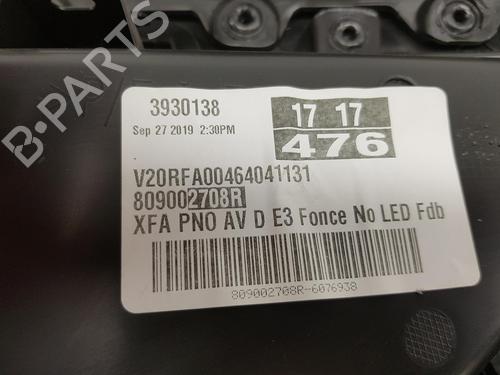 3930138
17 17
Sep 27 2019 2:30PM
476
V20RFA00464041131
809002708R
XFA PNO AV D E3 Fonce No LED Fdb
809002708R-6076938
B-PARTS